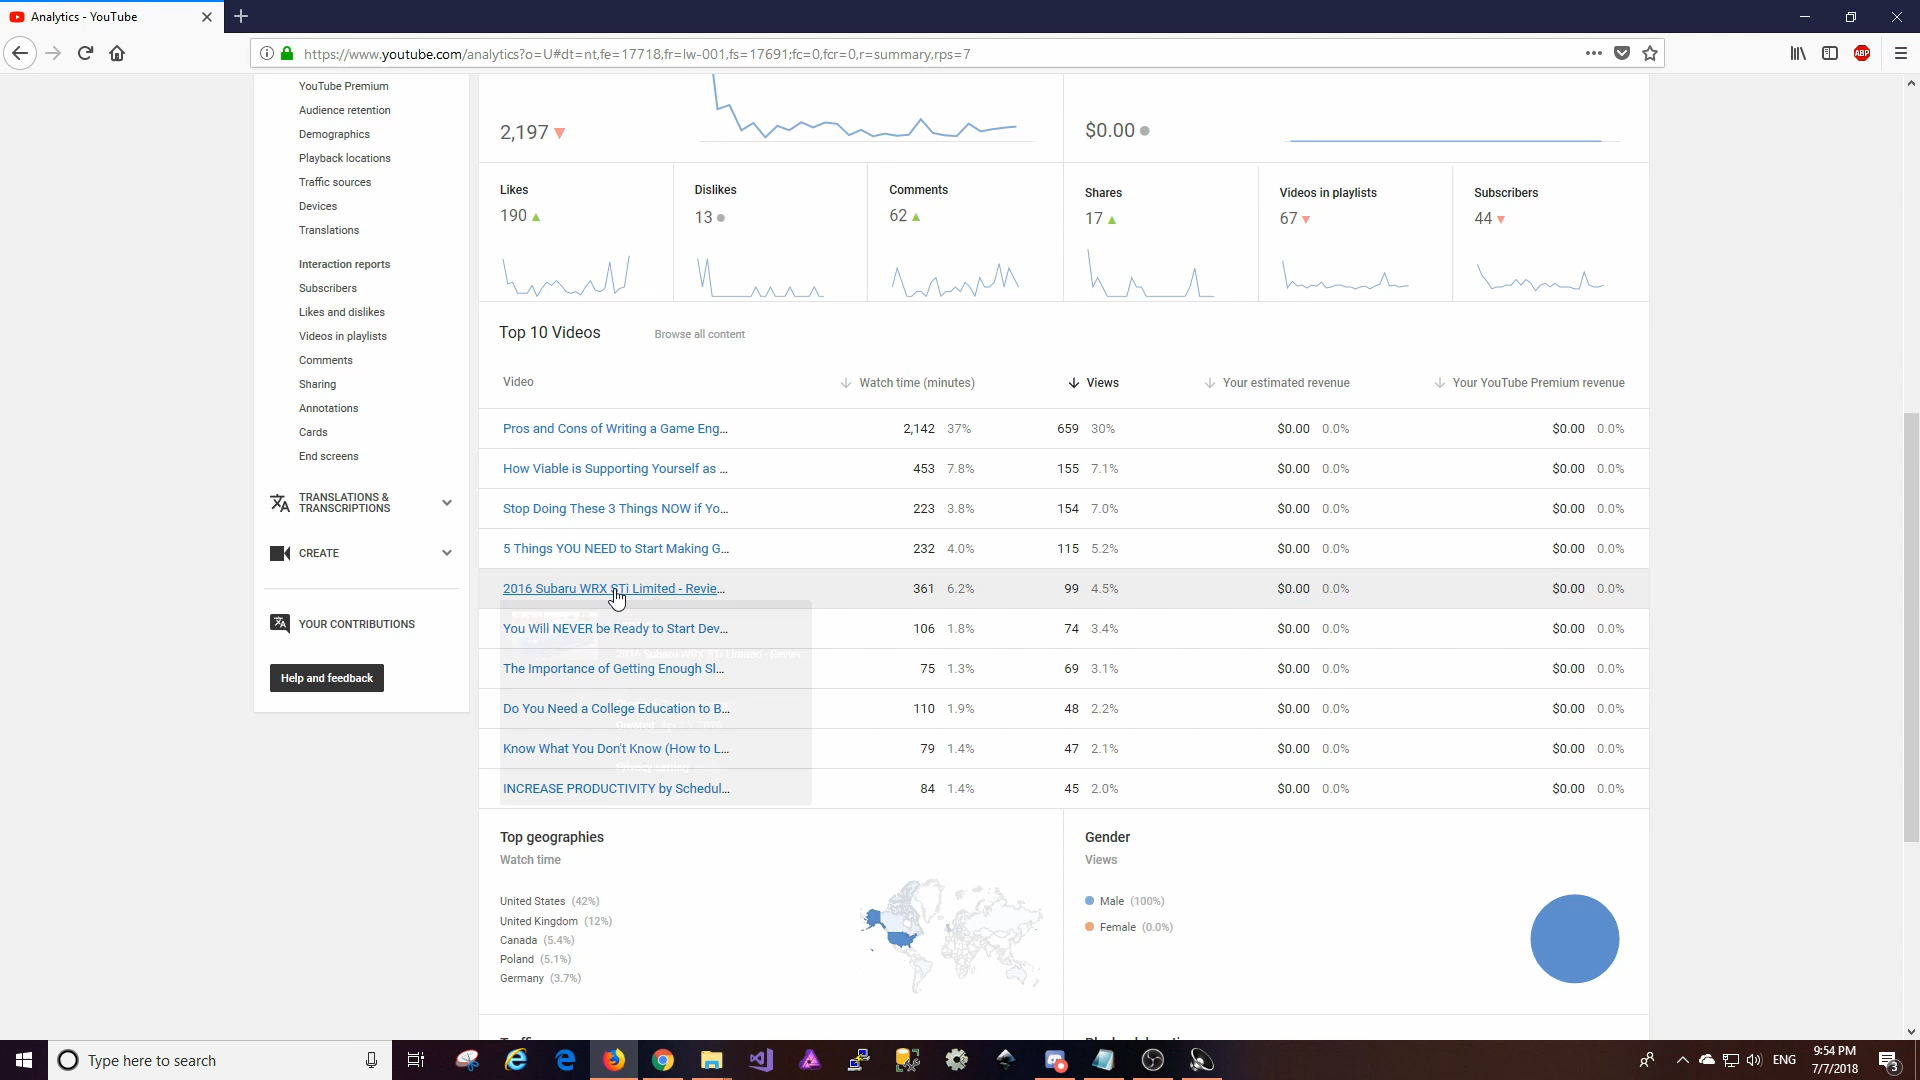 Analytics - YouTube
https://www.youtube.com/analytics?o=U#dt=nt,fe=17718,fr=lw-001,fs=17691;fc=0,fcr=0,r=summary,rps=7
ABP
YouTube Premium
Audience retention
Demographics
Playback locations
Traffic sources
Devices
Translations
Interaction reports
Subscribers
Likes and dislikes
Videos in playlists
Comments
Sharing
Annotations
Cards
End screens
TRANSLATIONS &
TRANSCRIPTIONS
CREATE
YOUR CONTRIBUTIONS
Help and feedback
2,197
$0.00
Likes
190
Dislikes
13
Comments
62
Shares
17
Videos in playlists
67
Subscribers
44
Top 10 Videos Browse all content
Video Watch time (minutes) Views Your estimated revenue Your YouTube Premium revenue
Pros and Cons of Writing a Game Eng... 2,142 37% 659 30% $0.00 0.0% $0.00 0.0%
How Viable is Supporting Yourself as ... 453 7.8% 155 7.1% $0.00 0.0% $0.00 0.0%
Stop Doing These 3 Things NOW if Yo... 223 3.8% 154 7.0% $0.00 0.0% $0.00 0.0%
5 Things YOU NEED to Start Making G... 232 4.0% 115 5.2% $0.00 0.0% $0.00 0.0%
2016 Subaru WRX STi Limited - Revie... 361 6.2% 99 4.5% $0.00 0.0% $0.00 0.0%
You Will NEVER be Ready to Start Dev... 106 1.8% 74 3.4% $0.00 0.0% $0.00 0.0%
2016 Subaru WRX STi Limited - Review
The Importance of Getting Enough Sl... 75 1.3% 69 3.1% $0.00 0.0% $0.00 0.0%
Do You Need a College Education to B... 110 1.9% 48 2.2% $0.00 0.0% $0.00 0.0%
Know What You Don't Know (How to L... 79 1.4% 47 2.1% $0.00 0.0% $0.00 0.0%
Privacy setting
INCREASE PRODUCTIVITY by Schedul... 84 1.4% 45 2.0% $0.00 0.0% $0.00 0.0%
Top geographies
Watch time
United States (42%)
United Kingdom (12%)
Canada (5.4%)
Poland (5.1%)
Germany (3.7%)
Gender
Views
Male (100%)
Female (0.0%)
Type here to search
ENG
9:54 PM
7/7/2018
3